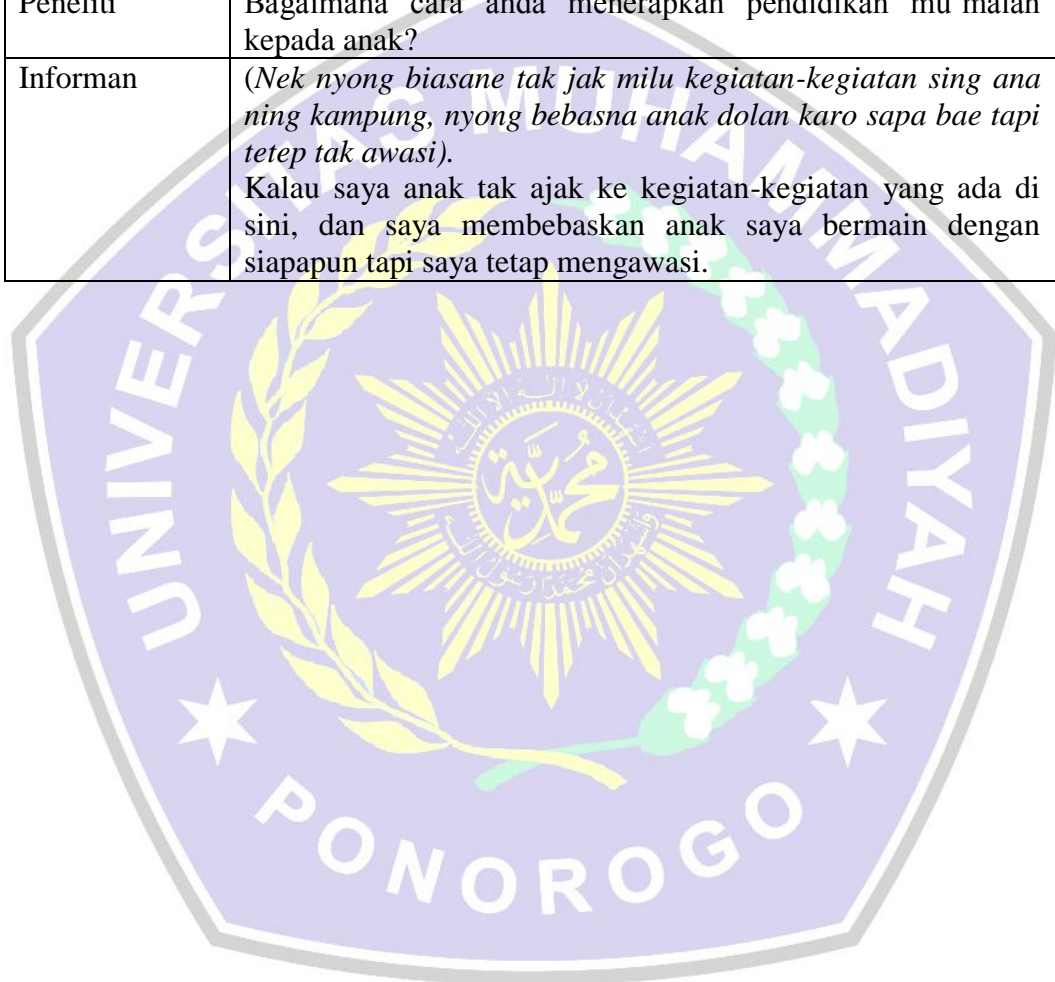 Peneliti Bagaimana cara anda menerapkan pendidikan mu'malah
kepada anak?
Informan (Nek nyong biasane tak jak milu kegiatan-kegiatan sing ana
ning kampung, nyong bebasna anak dolan karo sapa bae tapi
tetep tak awasi).
Kalau saya anak tak ajak ke kegiatan-kegiatan yang ada di
sini, dan saya membebaskan anak saya bermain dengan
siapapun tapi saya tetap mengawasi.
UNIVERSITAS MUHAMMADIYAH
PONOROGO